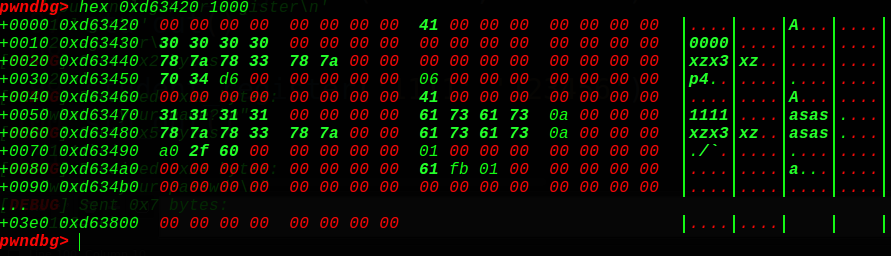 pwndbg> hex 0xd63420 1000
+0000 0xd63420  00 00 00 00  00 00 00 00  41 00 00 00  00 00 00 00  |....|....|A...|....|
+0010 0xd63430  30 30 30 30  00 00 00 00  00 00 00 00  00 00 00 00  |0000|....|....|....|
+0020 0xd63440  78 7a 78 33  78 7a 00 00  00 00 00 00  00 00 00 00  |xzx3|xz..|....|....|
+0030 0xd63450  70 34 d6 00  00 00 00 00  06 00 00 00  00 00 00 00  |p4..|....|....|....|
+0040 0xd63460  00 00 00 00  00 00 00 00  41 00 00 00  00 00 00 00  |....|....|A...|....|
+0050 0xd63470  31 31 31 31  00 00 00 00  61 73 61 73  0a 00 00 00  |1111|....|asas|....|
+0060 0xd63480  78 7a 78 33  78 7a 00 00  61 73 61 73  0a 00 00 00  |xzx3|xz..|asas|....|
+0070 0xd63490  a0 2f 60 00  00 00 00 00  01 00 00 00  00 00 00 00  |./`.|....|....|....|
+0080 0xd634a0  00 00 00 00  00 00 00 00  61 fb 01 00  00 00 00 00  |....|....|a...|....|
+0090 0xd634b0  00 00 00 00  00 00 00 00  00 00 00 00  00 00 00 00  |....|....|....|....|
[DEBUG] Sent 0x7 bytes:
...
+03e0 0xd63800  00 00 00 00  00 00 00 00  |....|....|    |    |
pwndbg>